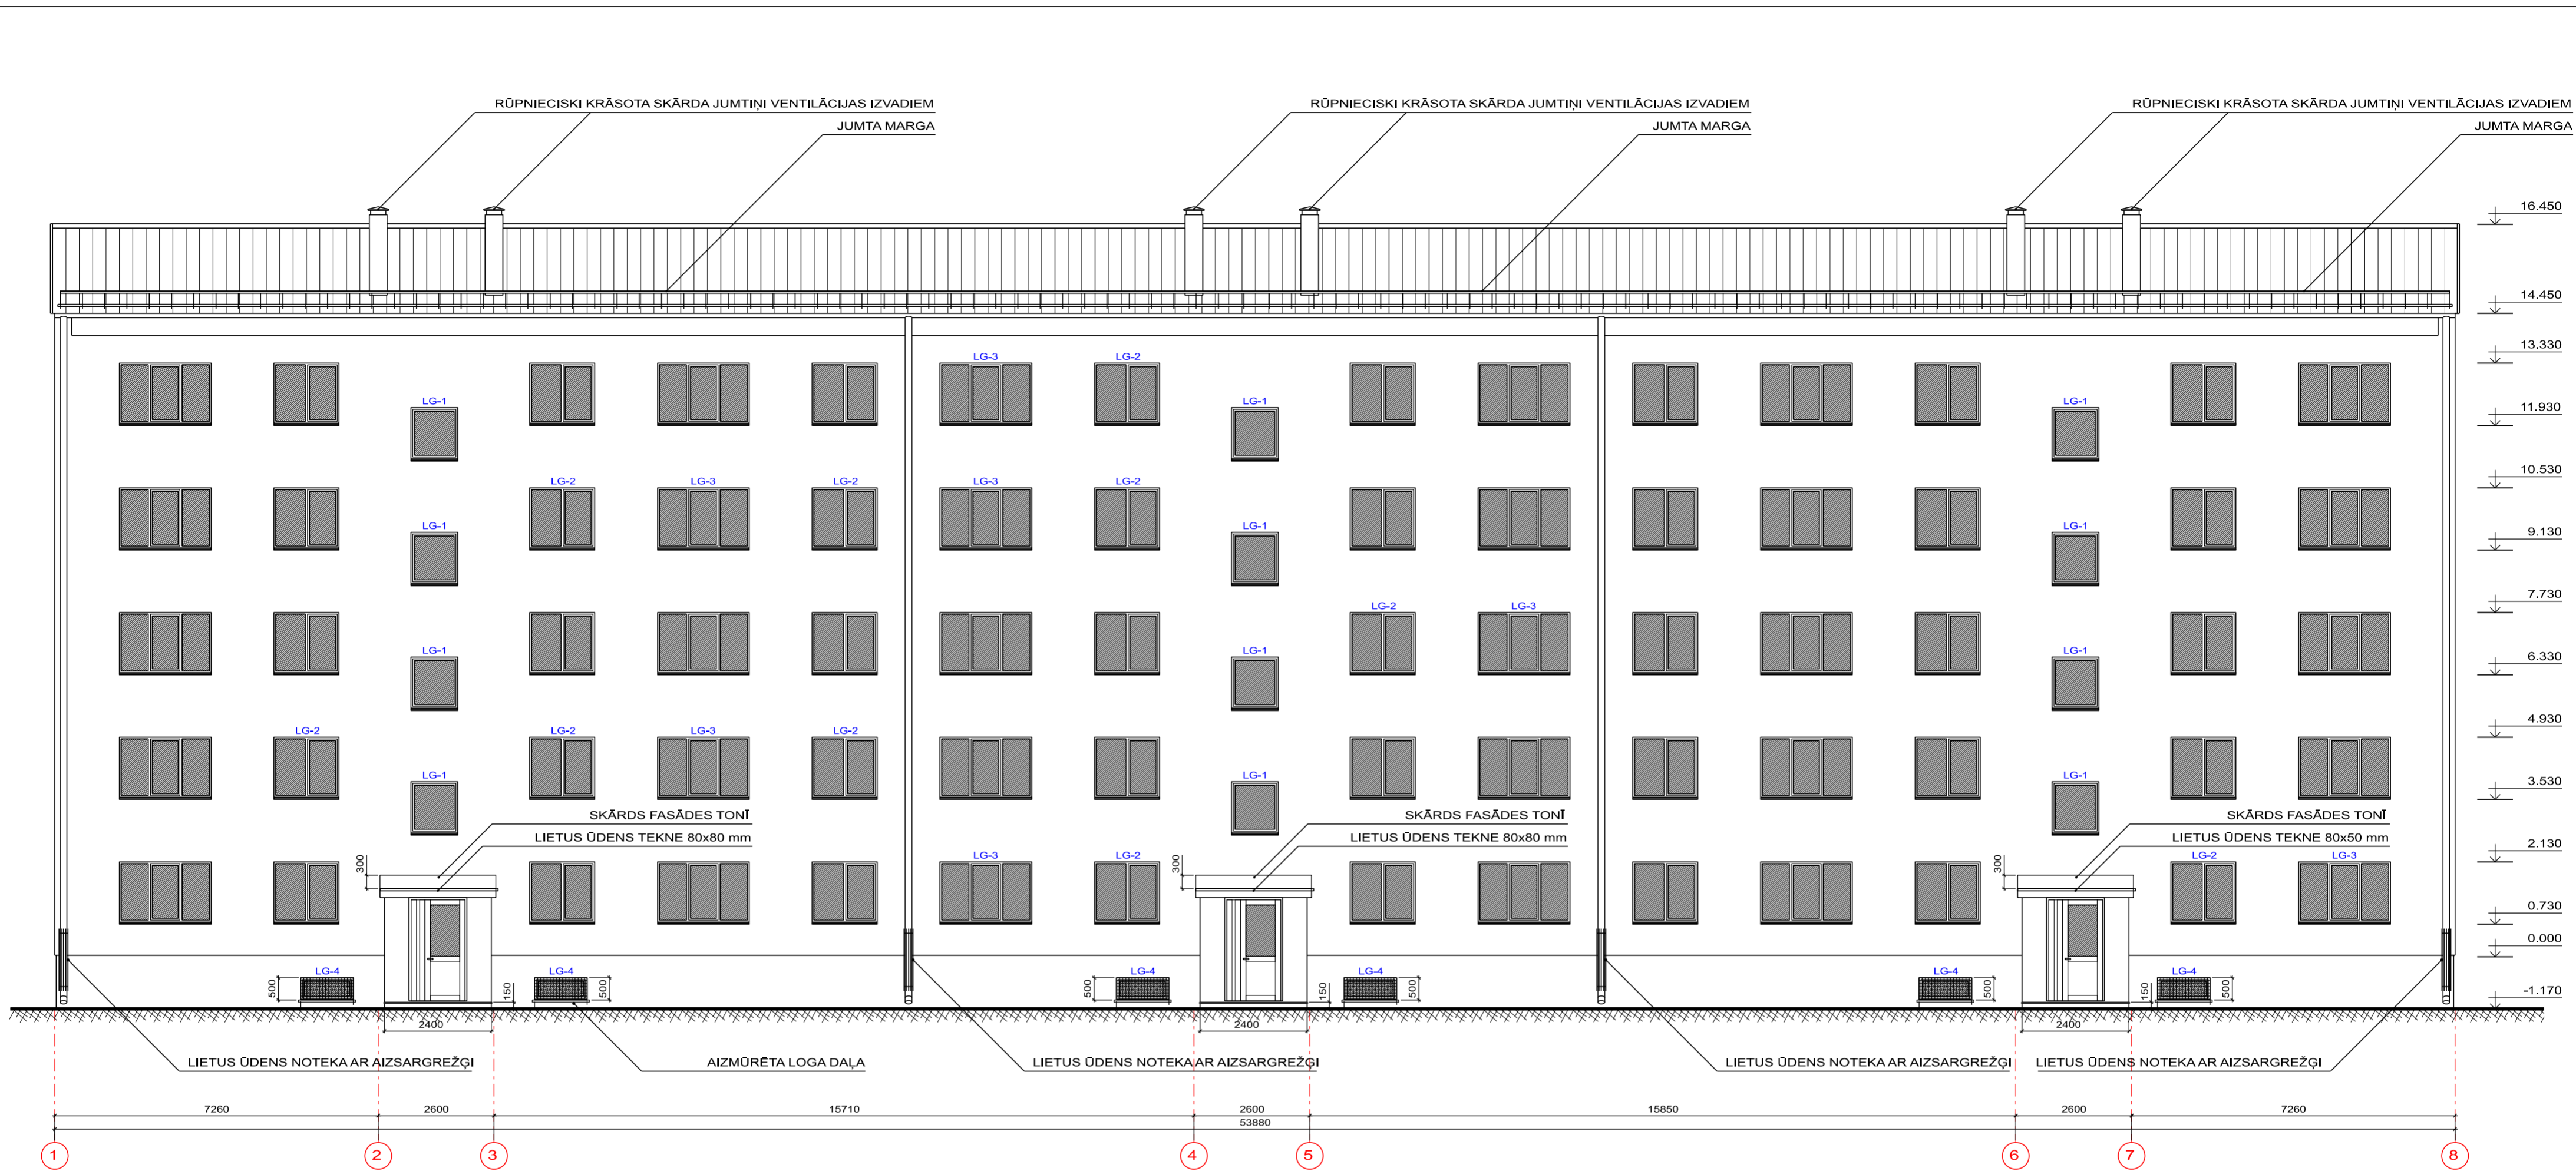 RŪPNIECISKI KRĀSOTA SKĀRDA JUMTIŅI VENTILĀCIJAS IZVADIEM
RŪPNIECISKI KRĀSOTA SKĀRDA JUMTIŅI VENTILĀCIJAS IZVADIEM
RŪPNIECISKI KRĀSOTA SKĀRDA JUMTIŅI VENTILĀCIJAS IZVADIEM
JUMTA MARGA
JUMTA MARGA
JUMTA MARGA
16.450
14.450
13.330
LG-3
LG-2
LG-1
LG-1
LG-1
11.930
10.530
LG-2
LG-3
LG-2
LG-3
LG-2
LG-1
LG-1
LG-1
9.130
7.730
LG-2
LG-3
LG-1
LG-1
LG-1
6.330
4.930
LG-2
LG-2
LG-3
LG-2
LG-1
LG-1
LG-1
3.530
SKĀRDS FASĀDES TONĪ
SKĀRDS FASĀDES TONĪ
SKĀRDS FASĀDES TONĪ
LIETUS ŪDENS TEKNE 80x80 mm
LIETUS ŪDENS TEKNE 80x80 mm
LIETUS ŪDENS TEKNE 80x50 mm
2.130
300
LG-3
LG-2
300
300
LG-2
LG-3
0.730
0.000
LG-4
LG-4
LG-4
LG-4
LG-4
LG-4
500
150
500
500
150
500
500
150
500
-1.170
2400
2400
2400
LIETUS ŪDENS NOTEKA AR AIZSARGREŽĢI
AIZMŪRĒTA LOGA DAĻA
LIETUS ŪDENS NOTEKA AR AIZSARGREŽĢI
LIETUS ŪDENS NOTEKA AR AIZSARGREŽĢI
LIETUS ŪDENS NOTEKA AR AIZSARGREŽĢI
7260
2600
15710
2600
15850
2600
7260
53880
1
2
3
4
5
6
7
8